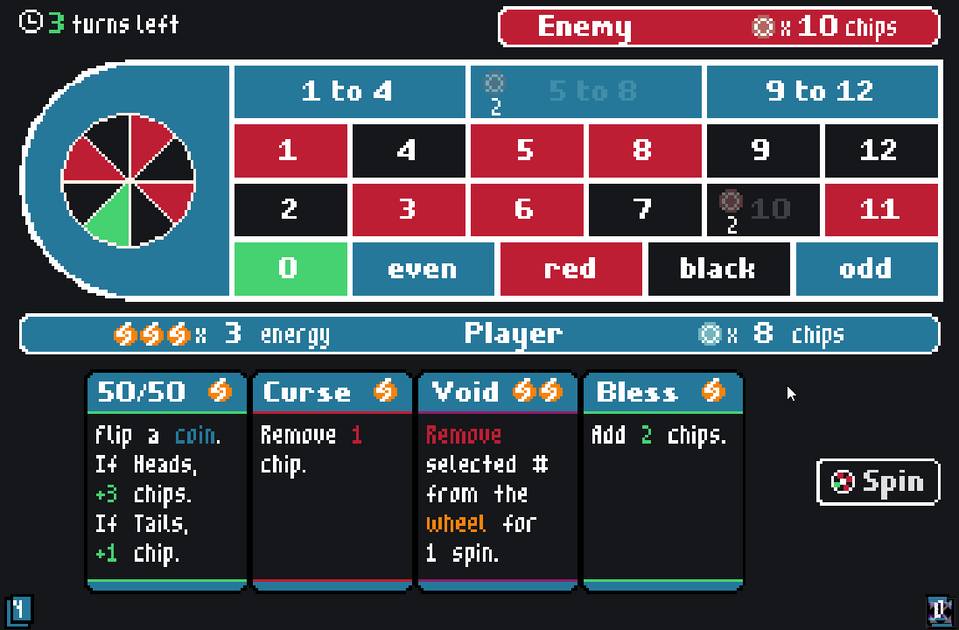 3 turns left
Enemy x 10 chips
1 to 4 5 to 8 9 to 12
2
1 4 5 8 9 12
2 3 6 7 10 11
2
0 even red black odd
x 3 energy Player x 8 chips
50/50
Flip a coin.
If Heads,
+3 chips.
If Tails,
+1 chip.
Curse
Remove 1
chip.
Void
Remove
selected #
from the
wheel for
1 spin.
Bless
Add 2 chips.
Spin